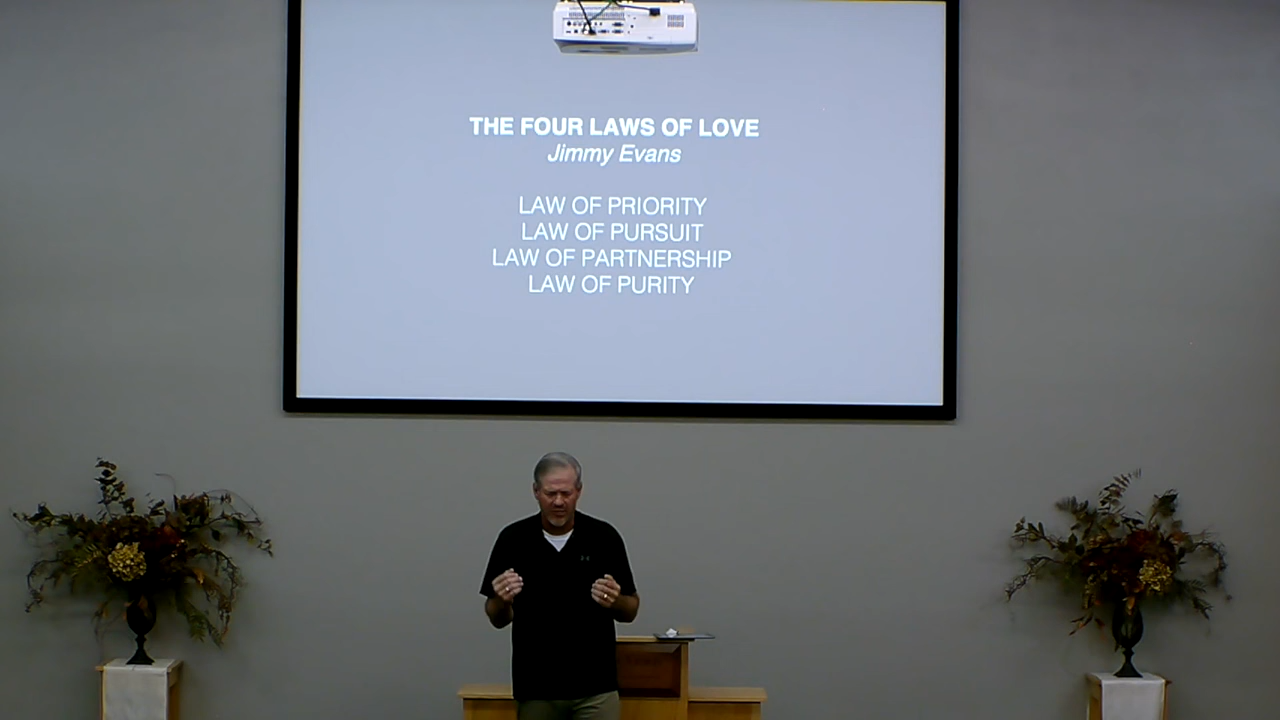 THE FOUR LAWS OF LOVE
Jimmy Evans
LAW OF PRIORITY
LAW OF PURSUIT
LAW OF PARTNERSHIP
LAW OF PURITY